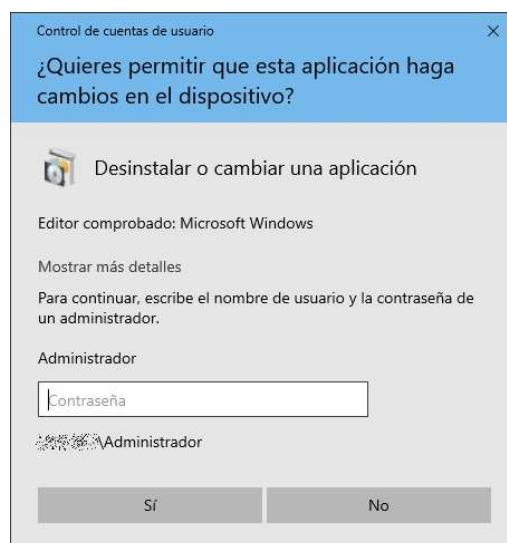 Control de cuentas de usuario
¿Quieres permitir que esta aplicación haga
cambios en el dispositivo?
Desinstalar o cambiar una aplicación
Editor comprobado: Microsoft Windows
Mostrar más detalles
Para continuar, escribe el nombre de usuario y la contraseña de
un administrador.
Administrador
Contraseña
\Administrador
Sí No